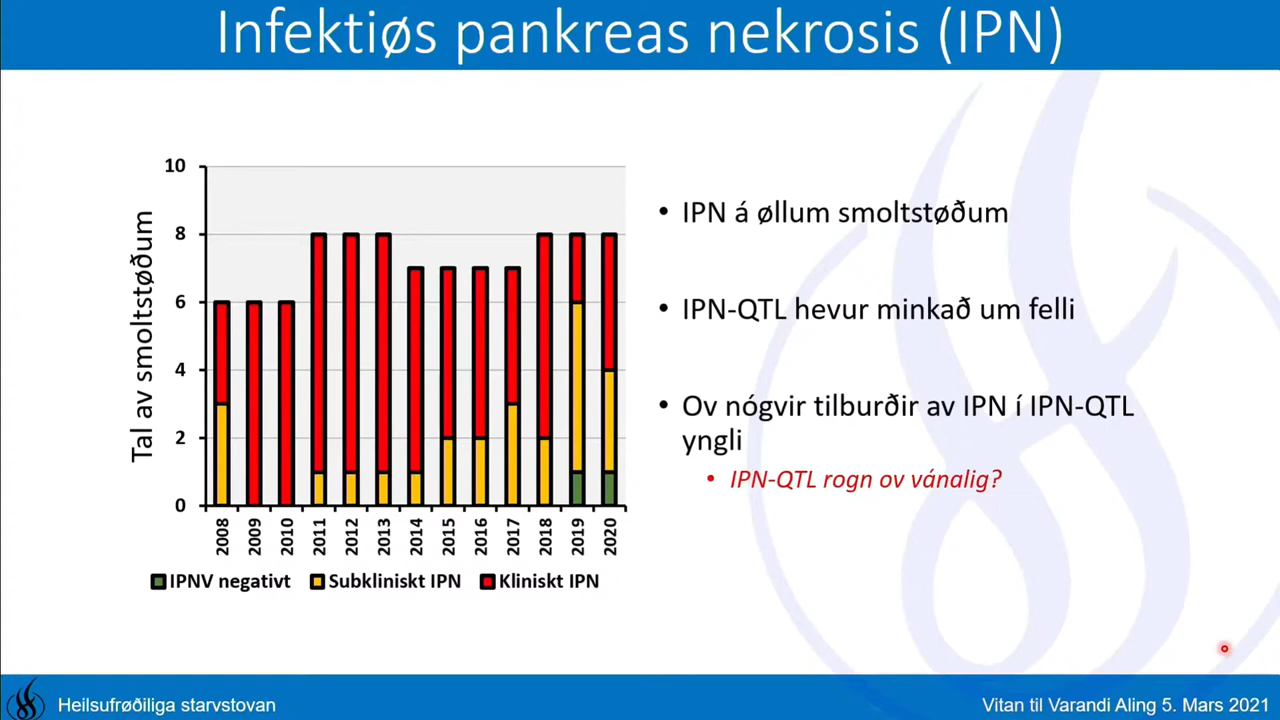 Infektiøs pankreas nekrosis (IPN)
Tal av smoltstøðum
10
8
6
4
2
0
2008
2009
2010
2011
2012
2013
2014
2015
2016
2017
2018
2019
2020
IPNV negativt
Subkliniskt IPN
Kliniskt IPN
• IPN á øllum smoltstøðum
• IPN-QTL hevur minkað um felli
• Ov nógvir tilburðir av IPN í IPN-QTL
yngli
• IPN-QTL rogn ov vánalig?
Heilsufrøðiliga starvstovan
Vitan til Varandi Aling 5. Mars 2021